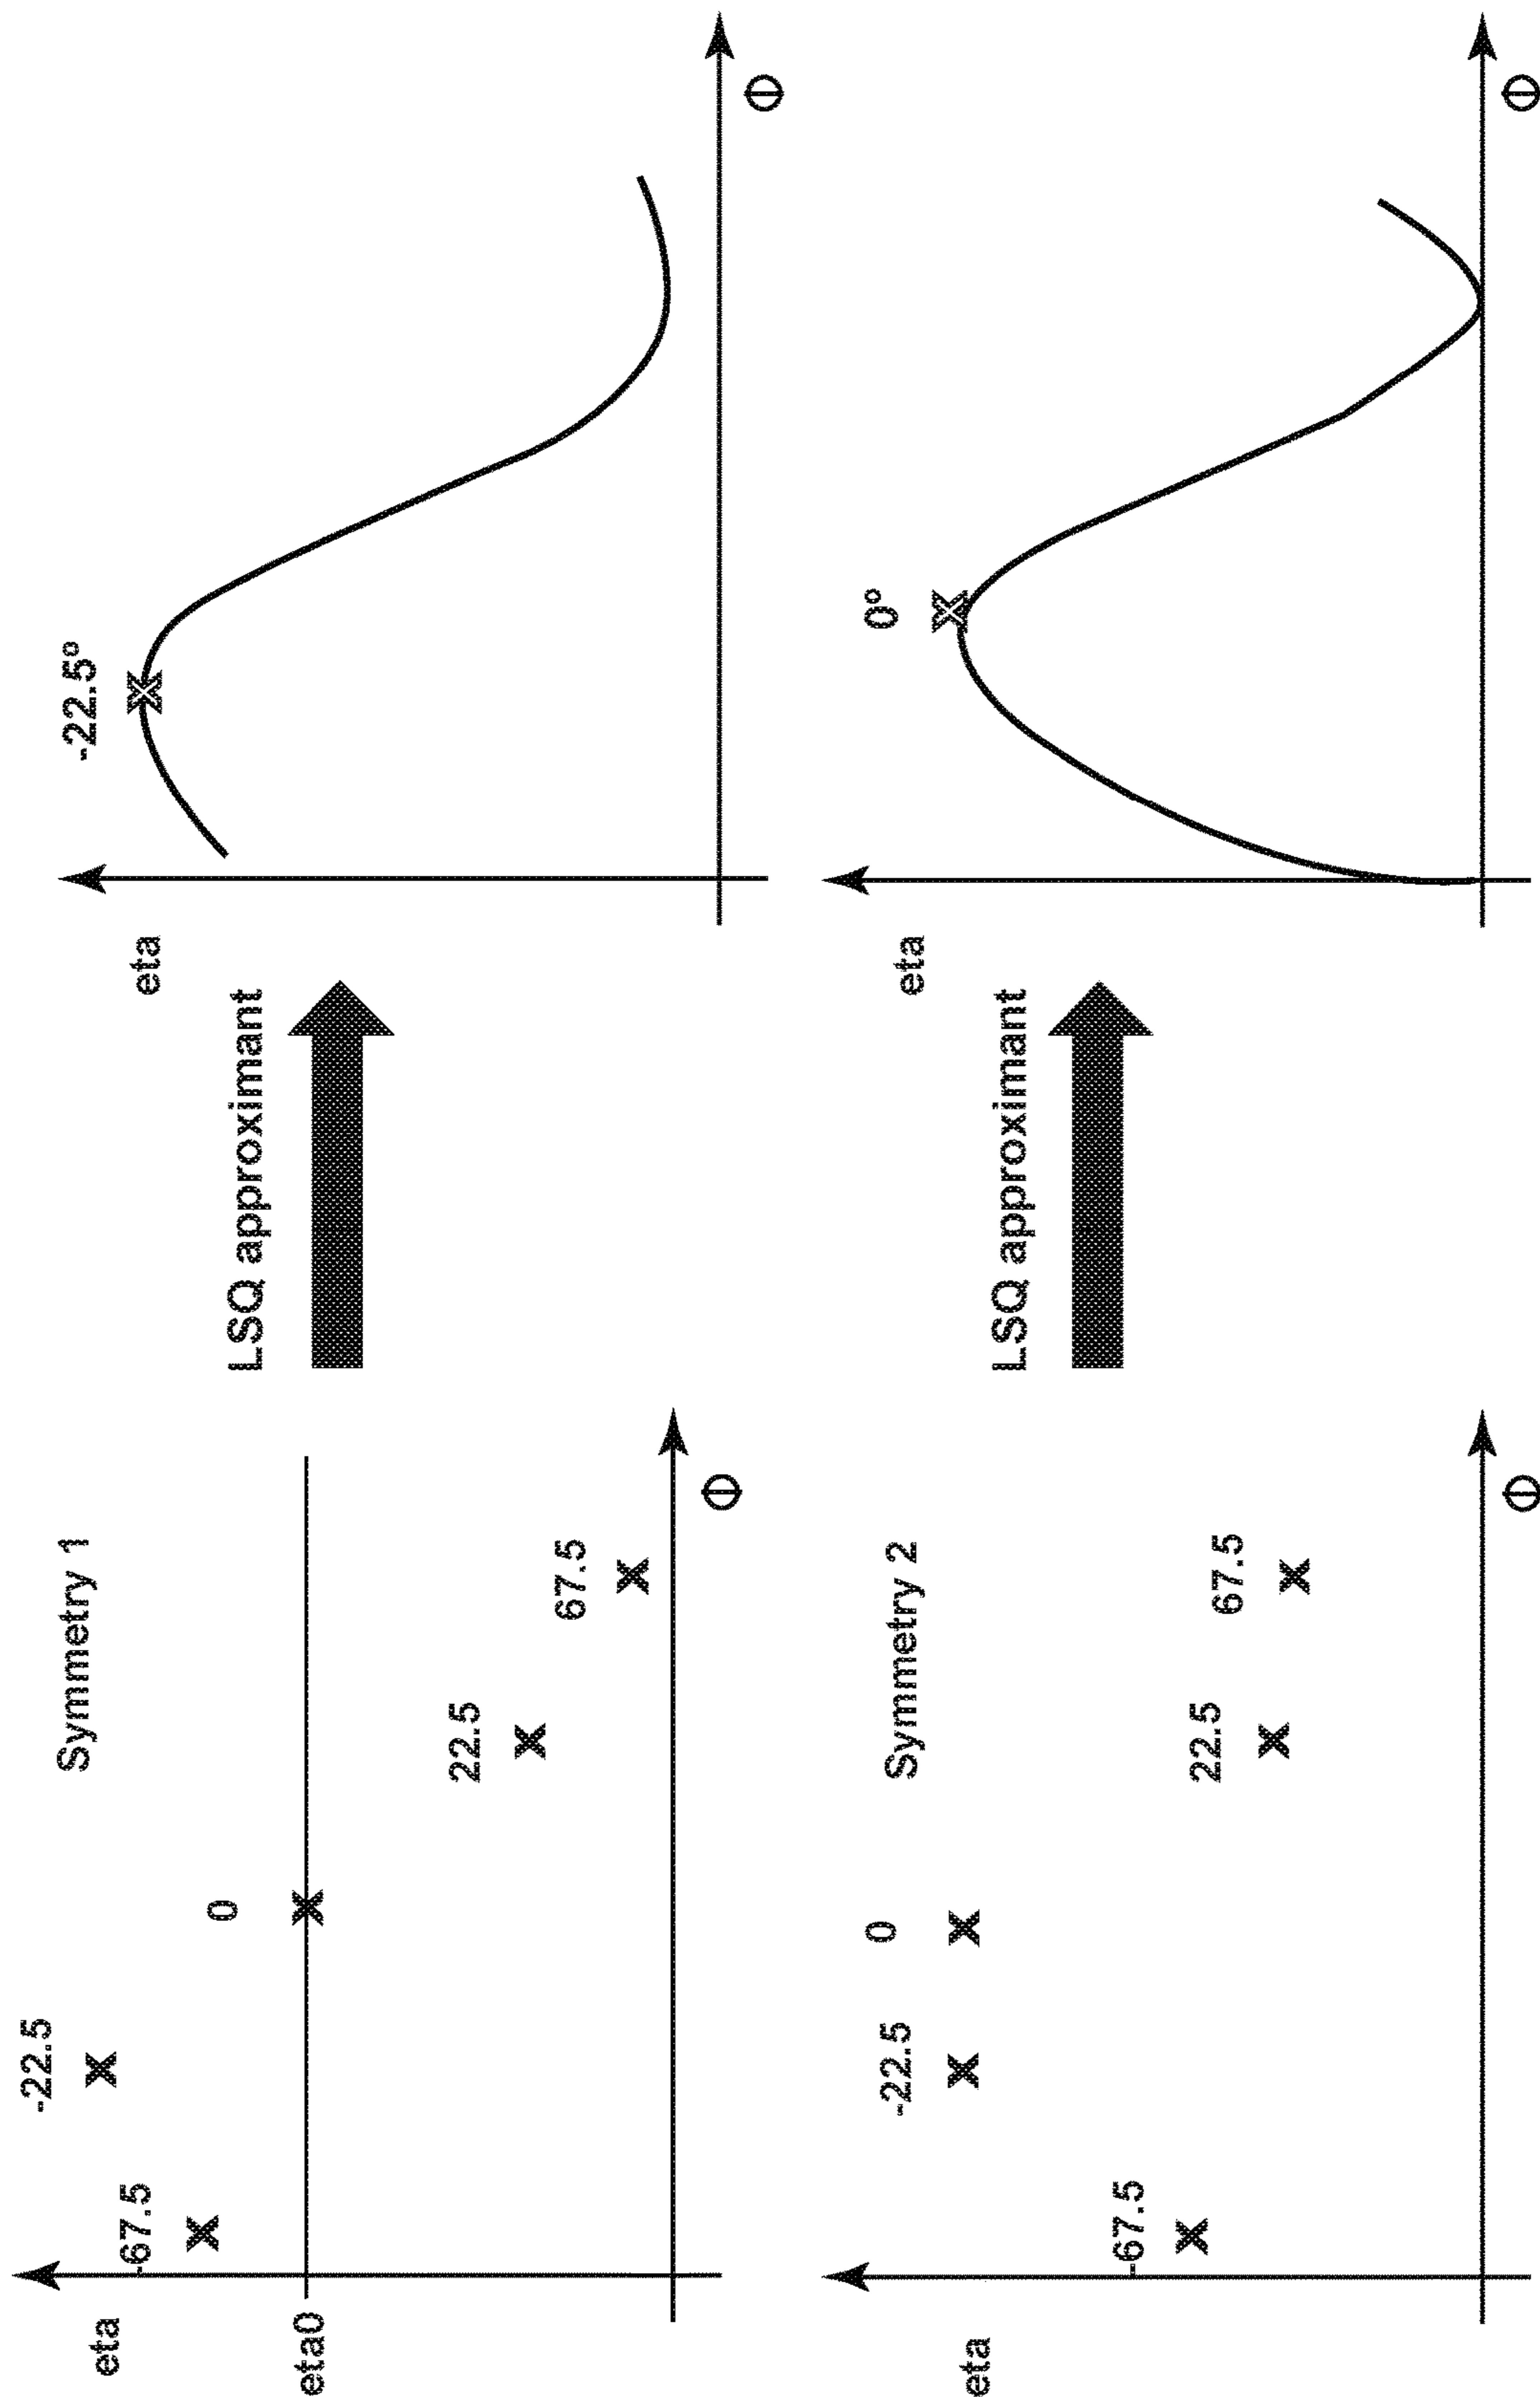 Symmetry 1
eta
eta0
-67.5
-22.5
0
22.5
67.5
Φ
LSQ approximant
eta
-22.5°
Φ
Symmetry 2
eta
-67.5
-22.5
0
22.5
67.5
Φ
LSQ approximant
eta
0°
Φ